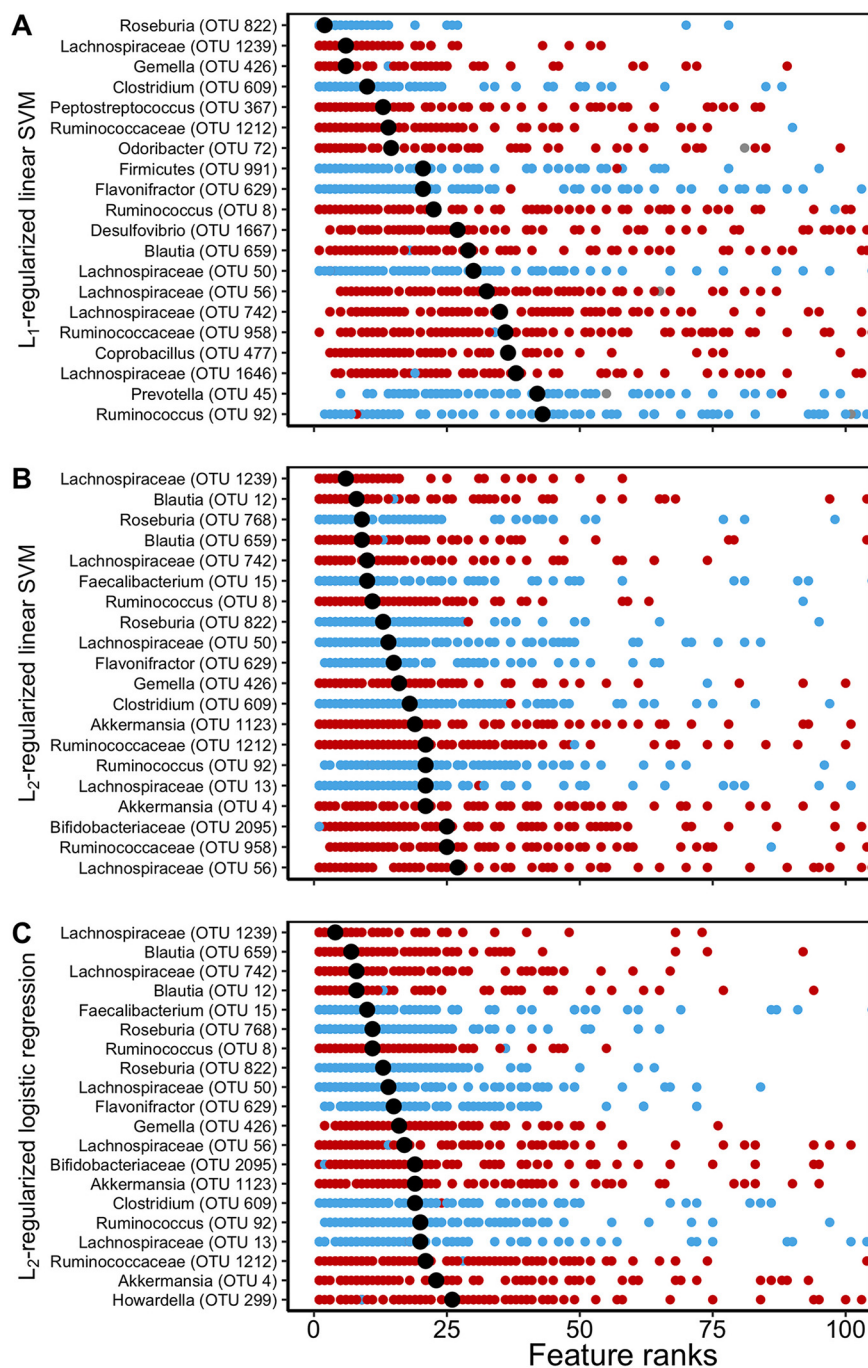 A
L1-regularized linear SVM
Roseburia (OTU 822)
Lachnospiraceae (OTU 1239)
Gemella (OTU 426)
Clostridium (OTU 609)
Peptostreptococcus (OTU 367)
Ruminococcaceae (OTU 1212)
Odoribacter (OTU 72)
Firmicutes (OTU 991)
Flavonifractor (OTU 629)
Ruminococcus (OTU 8)
Desulfovibrio (OTU 1667)
Blautia (OTU 659)
Lachnospiraceae (OTU 50)
Lachnospiraceae (OTU 56)
Lachnospiraceae (OTU 742)
Ruminococcaceae (OTU 958)
Coprobacillus (OTU 477)
Lachnospiraceae (OTU 1646)
Prevotella (OTU 45)
Ruminococcus (OTU 92)
B
L2-regularized linear SVM
Lachnospiraceae (OTU 1239)
Blautia (OTU 12)
Roseburia (OTU 768)
Blautia (OTU 659)
Lachnospiraceae (OTU 742)
Faecalibacterium (OTU 15)
Ruminococcus (OTU 8)
Roseburia (OTU 822)
Lachnospiraceae (OTU 50)
Flavonifractor (OTU 629)
Gemella (OTU 426)
Clostridium (OTU 609)
Akkermansia (OTU 1123)
Ruminococcaceae (OTU 1212)
Ruminococcus (OTU 92)
Lachnospiraceae (OTU 13)
Akkermansia (OTU 4)
Bifidobacteriaceae (OTU 2095)
Ruminococcaceae (OTU 958)
Lachnospiraceae (OTU 56)
C
L2-regularized logistic regression
Lachnospiraceae (OTU 1239)
Blautia (OTU 659)
Lachnospiraceae (OTU 742)
Blautia (OTU 12)
Faecalibacterium (OTU 15)
Roseburia (OTU 768)
Ruminococcus (OTU 8)
Roseburia (OTU 822)
Lachnospiraceae (OTU 50)
Flavonifractor (OTU 629)
Gemella (OTU 426)
Lachnospiraceae (OTU 56)
Bifidobacteriaceae (OTU 2095)
Akkermansia (OTU 1123)
Clostridium (OTU 609)
Ruminococcus (OTU 92)
Lachnospiraceae (OTU 13)
Ruminococcaceae (OTU 1212)
Akkermansia (OTU 4)
Howardella (OTU 299)
0 25 50 75 100
Feature ranks